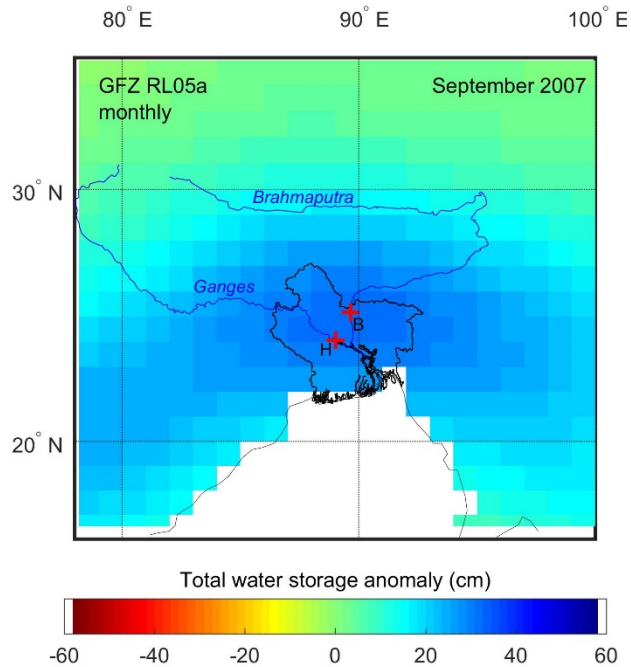 80° E 90° E 100° E
GFZ RL05a September 2007
monthly
30° N
Brahmaputra
Ganges
B
H
20° N
Total water storage anomaly (cm)
-60 -40 -20 0 20 40 60